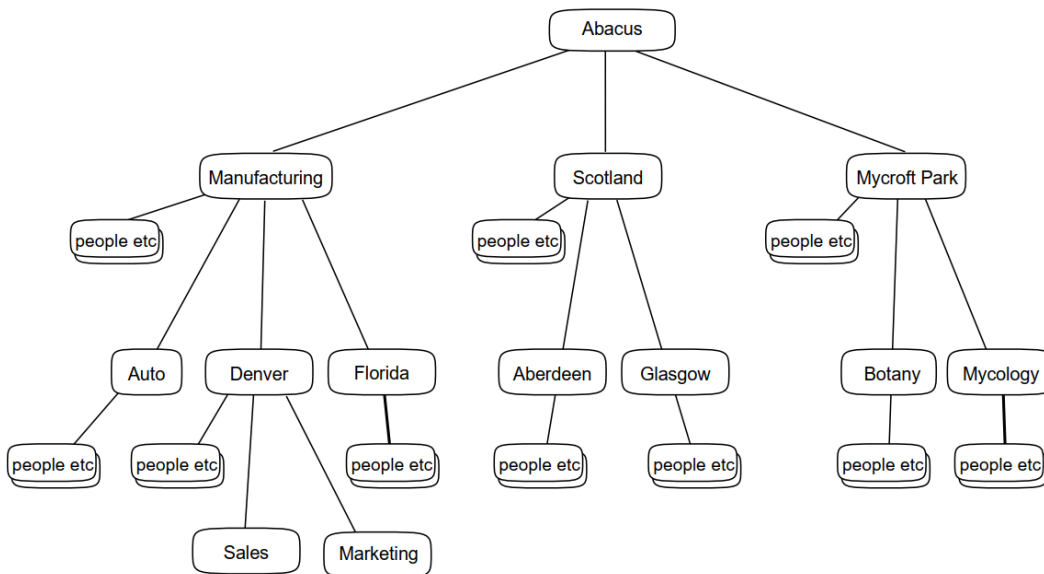 Abacus
Manufacturing
Scotland
Mycroft Park
people etc
people etc
people etc
Auto
Denver
Florida
Aberdeen
Glasgow
Botany
Mycology
people etc
people etc
people etc
people etc
people etc
people etc
people etc
Sales
Marketing